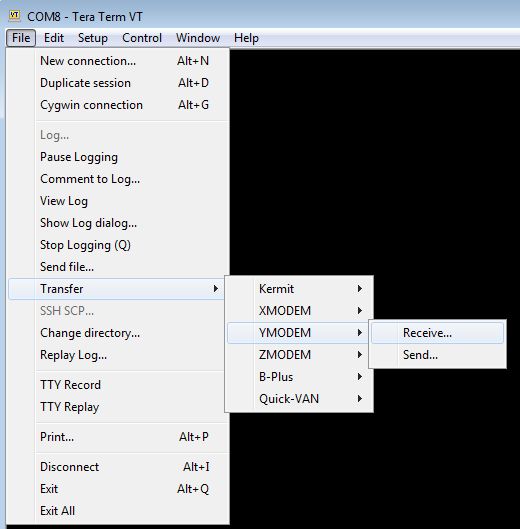 VT COM8 - Tera Term VT
File Edit Setup Control Window Help
New connection... Alt+N
Duplicate session Alt+D
Cygwin connection Alt+G
Log...
Pause Logging
Comment to Log...
View Log
Show Log dialog...
Stop Logging (Q)
Send file...
Transfer Kermit
SSH SCP... XMODEM
Change directory... YMODEM Receive...
Replay Log... ZMODEM Send...
B-Plus
TTY Record
Quick-VAN
TTY Replay
Print... Alt+P
Disconnect Alt+I
Exit Alt+Q
Exit All